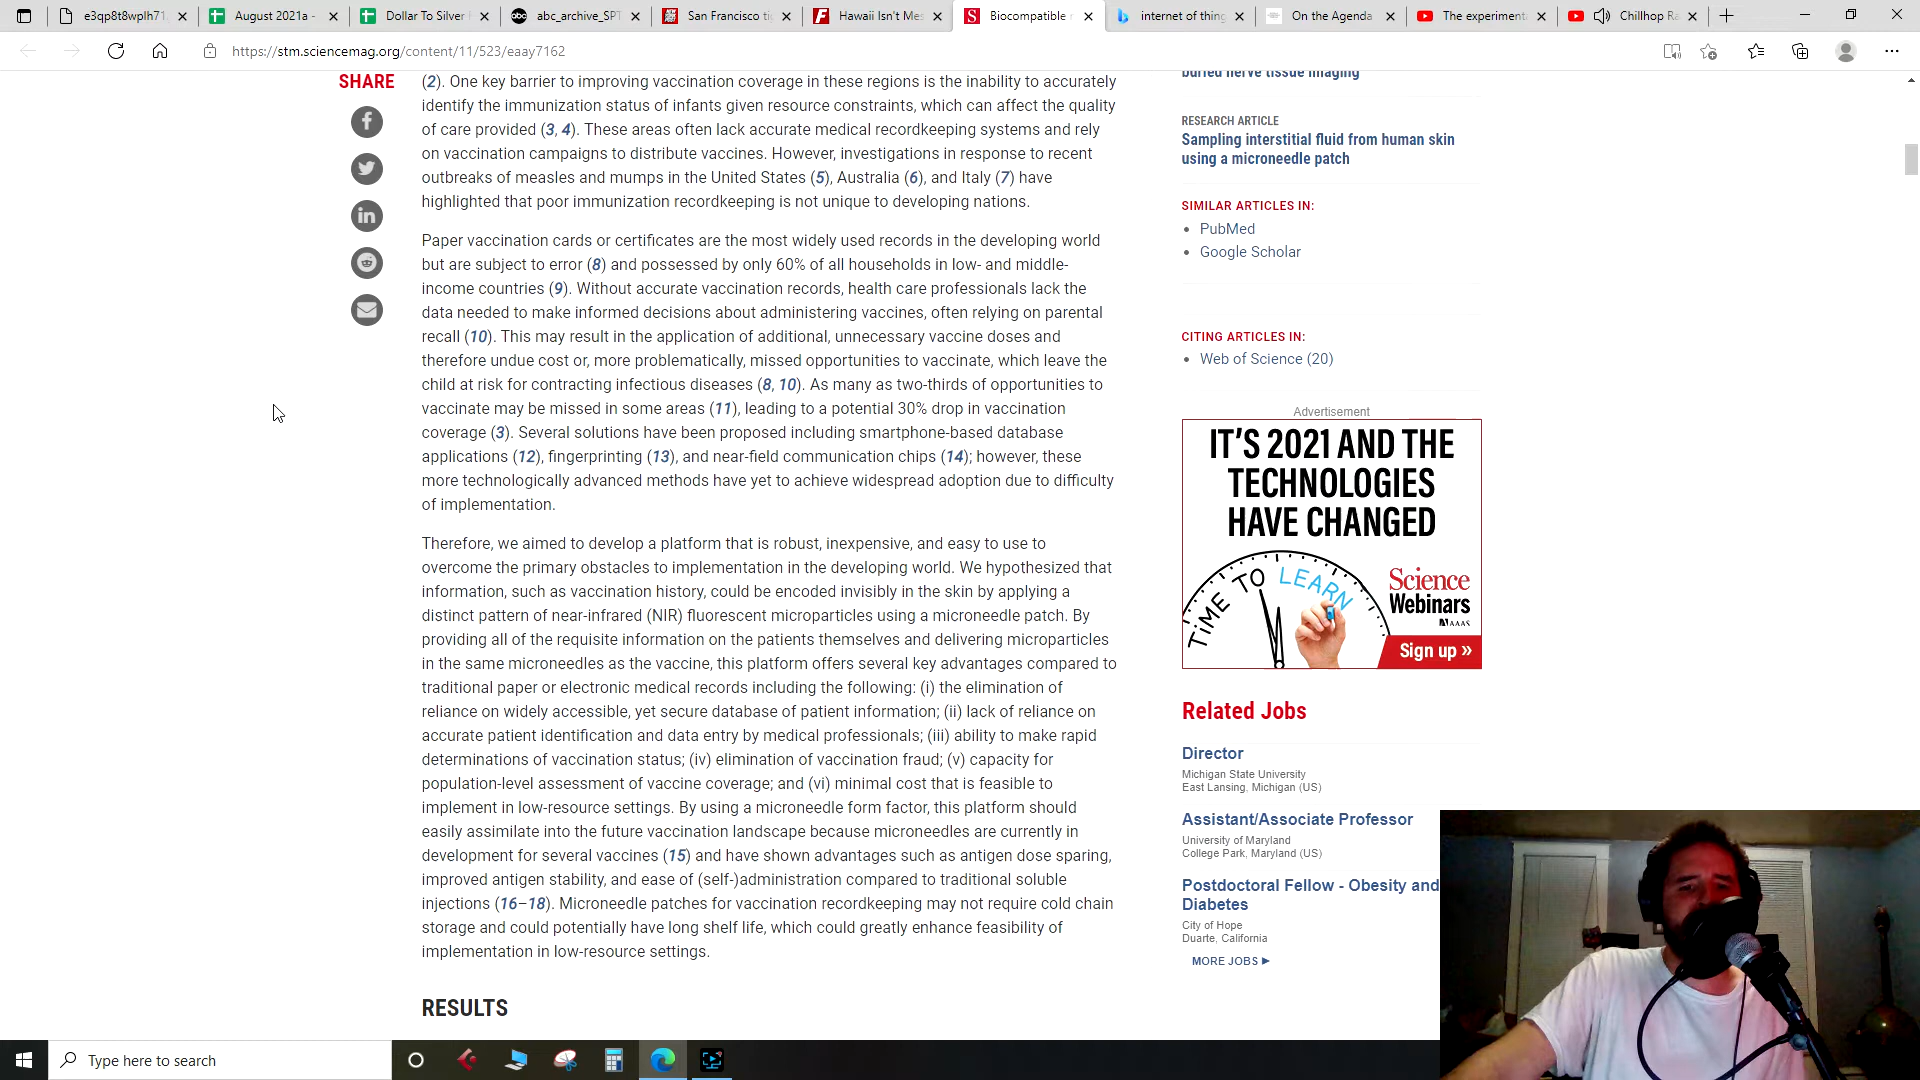 e3qp8t8wplh71.
August 2021a -
Dollar To Silver
abc_archive_SPT
San Francisco ti
Hawaii Isn't Me
Biocompatible
internet of thing
On the Agenda
The experiment
Chillhop Ra
https://stm.sciencemag.org/content/11/523/eaay7162
SHARE
(2). One key barrier to improving vaccination coverage in these regions is the inability to accurately
identify the immunization status of infants given resource constraints, which can affect the quality
of care provided (3, 4). These areas often lack accurate medical recordkeeping systems and rely
on vaccination campaigns to distribute vaccines. However, investigations in response to recent
outbreaks of measles and mumps in the United States (5), Australia (6), and Italy (7) have
highlighted that poor immunization recordkeeping is not unique to developing nations.
Paper vaccination cards or certificates are the most widely used records in the developing world
but are subject to error (8) and possessed by only 60% of all households in low- and middle-
income countries (9). Without accurate vaccination records, health care professionals lack the
data needed to make informed decisions about administering vaccines, often relying on parental
recall (10). This may result in the application of additional, unnecessary vaccine doses and
therefore undue cost or, more problematically, missed opportunities to vaccinate, which leave the
child at risk for contracting infectious diseases (8, 10). As many as two-thirds of opportunities to
vaccinate may be missed in some areas (11), leading to a potential 30% drop in vaccination
coverage (3). Several solutions have been proposed including smartphone-based database
applications (12), fingerprinting (13), and near-field communication chips (14); however, these
more technologically advanced methods have yet to achieve widespread adoption due to difficulty
of implementation.
Therefore, we aimed to develop a platform that is robust, inexpensive, and easy to use to
overcome the primary obstacles to implementation in the developing world. We hypothesized that
information, such as vaccination history, could be encoded invisibly in the skin by applying a
distinct pattern of near-infrared (NIR) fluorescent microparticles using a microneedle patch. By
providing all of the requisite information on the patients themselves and delivering microparticles
in the same microneedles as the vaccine, this platform offers several key advantages compared to
traditional paper or electronic medical records including the following: (i) the elimination of
reliance on widely accessible, yet secure database of patient information; (ii) lack of reliance on
accurate patient identification and data entry by medical professionals; (iii) ability to make rapid
determinations of vaccination status; (iv) elimination of vaccination fraud; (v) capacity for
population-level assessment of vaccine coverage; and (vi) minimal cost that is feasible to
implement in low-resource settings. By using a microneedle form factor, this platform should
easily assimilate into the future vaccination landscape because microneedles are currently in
development for several vaccines (15) and have shown advantages such as antigen dose sparing,
improved antigen stability, and ease of (self-)administration compared to traditional soluble
injections (16–18). Microneedle patches for vaccination recordkeeping may not require cold chain
storage and could potentially have long shelf life, which could greatly enhance feasibility of
implementation in low-resource settings.
RESULTS
buried nerve tissue imaging
RESEARCH ARTICLE
Sampling interstitial fluid from human skin
using a microneedle patch
SIMILAR ARTICLES IN:
PubMed
Google Scholar
CITING ARTICLES IN:
Web of Science (20)
Advertisement
IT'S 2021 AND THE
TECHNOLOGIES
HAVE CHANGED
TIME TO LEARN
Science
Webinars
AAAS
Sign up »
Related Jobs
Director
Michigan State University
East Lansing, Michigan (US)
Assistant/Associate Professor
University of Maryland
College Park, Maryland (US)
Postdoctoral Fellow - Obesity and
Diabetes
City of Hope
Duarte, California
MORE JOBS ►
Type here to search